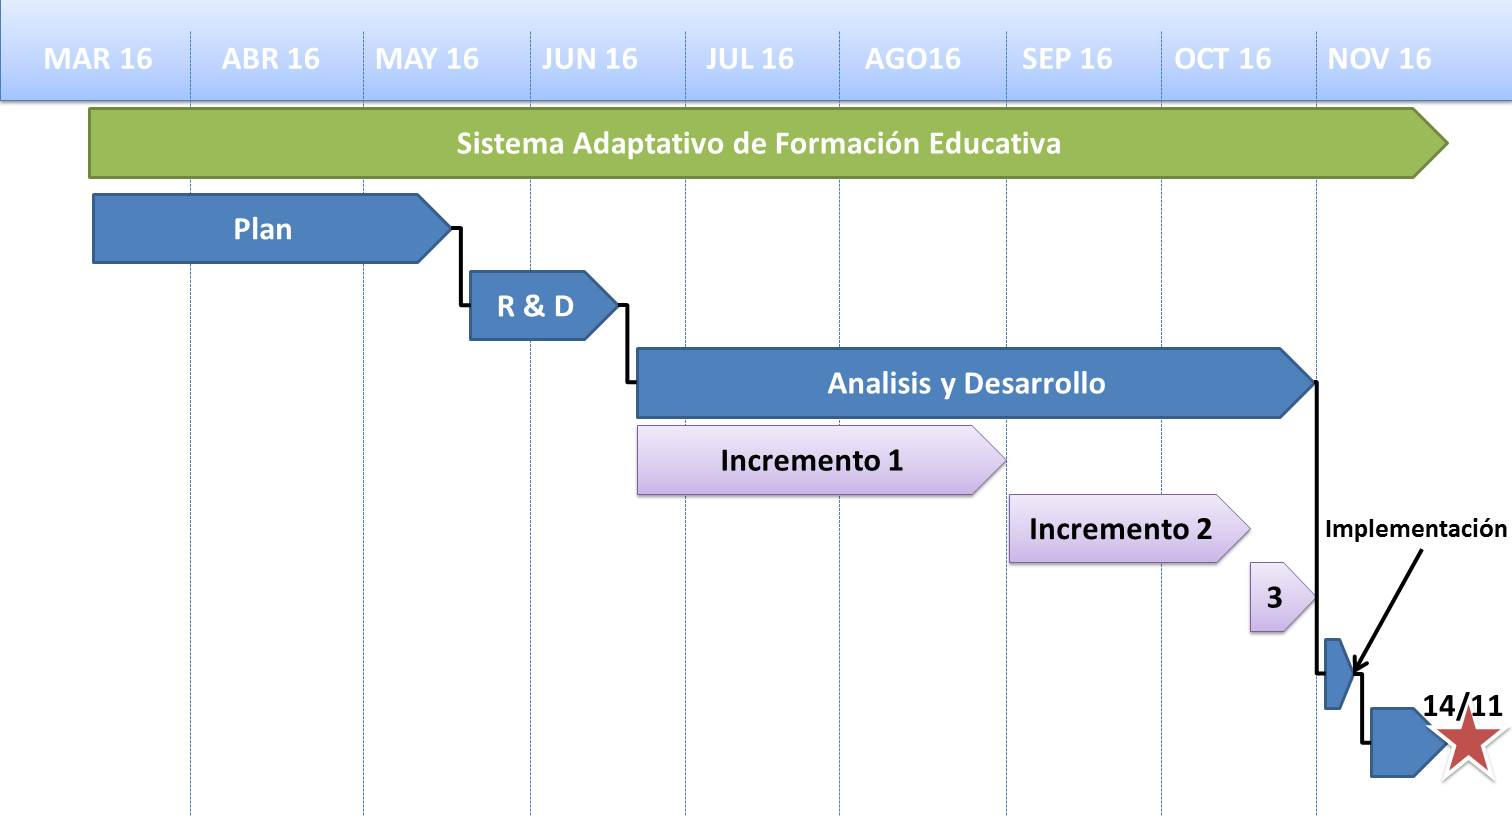 MAR 16
ABR 16
MAY 16
JUN 16
JUL 16
AGO16
SEP 16
OCT 16
NOV 16
Sistema Adaptativo de Formación Educativa
Plan
R & D
Analisis y Desarrollo
Incremento 1
Incremento 2
Implementación
3
14/11